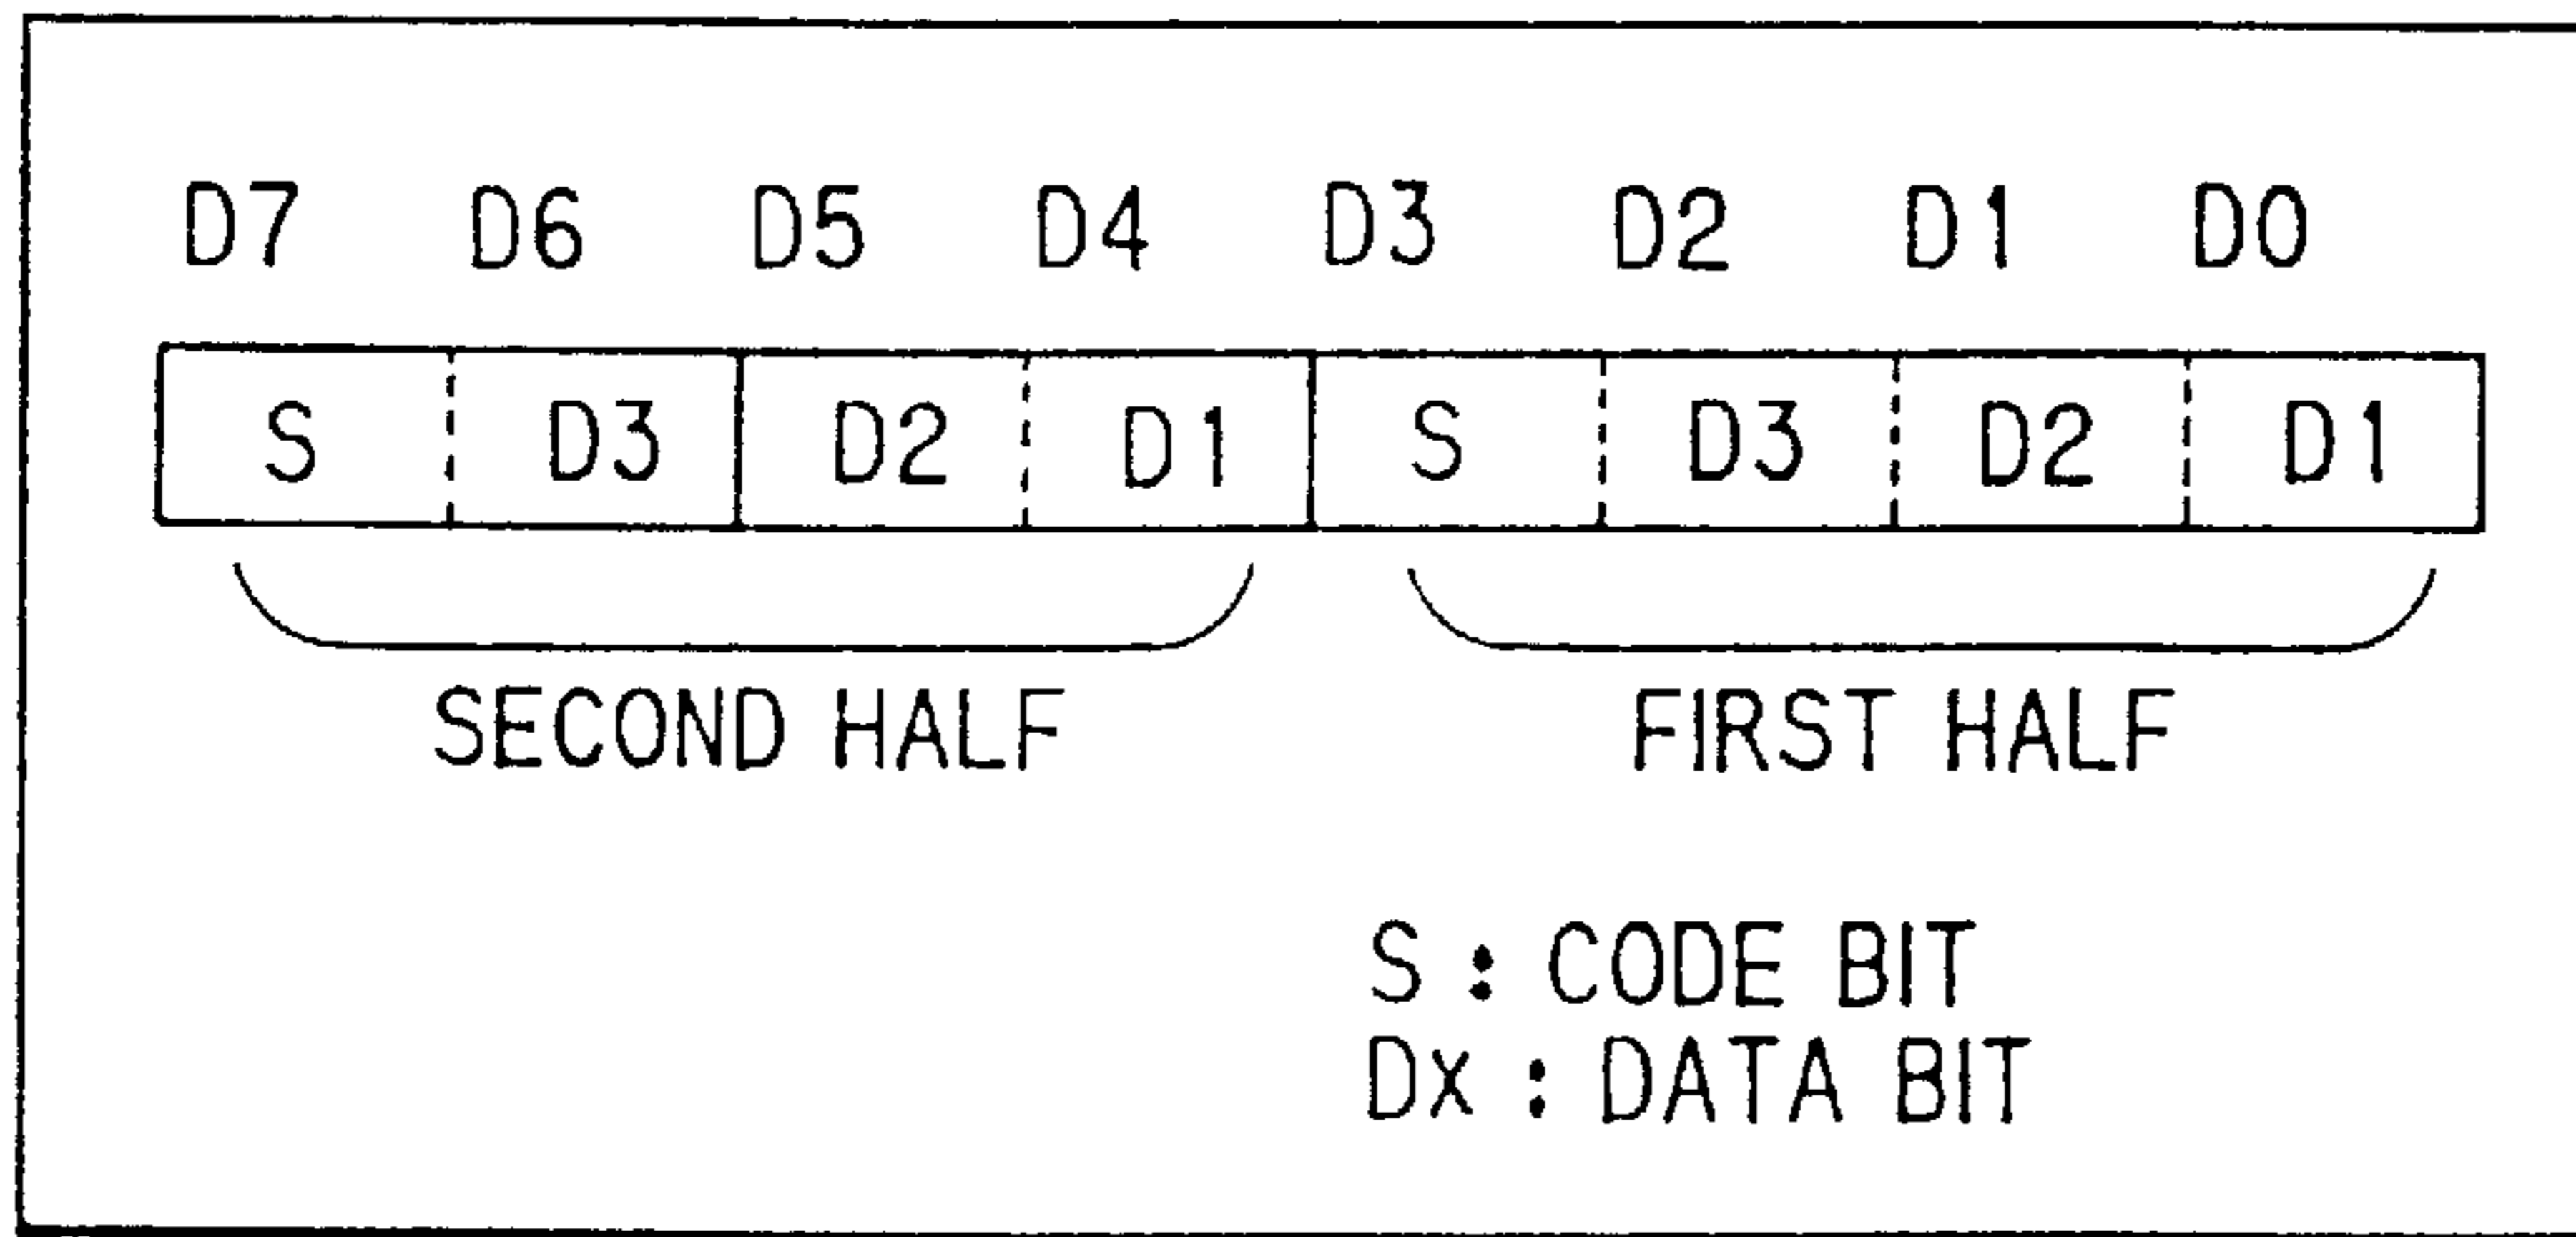 D7 D6 D5 D4 D3 D2 D1 D0
S D3 D2 D1 S D3 D2 D1
SECOND HALF FIRST HALF
S : CODE BIT
Dx : DATA BIT